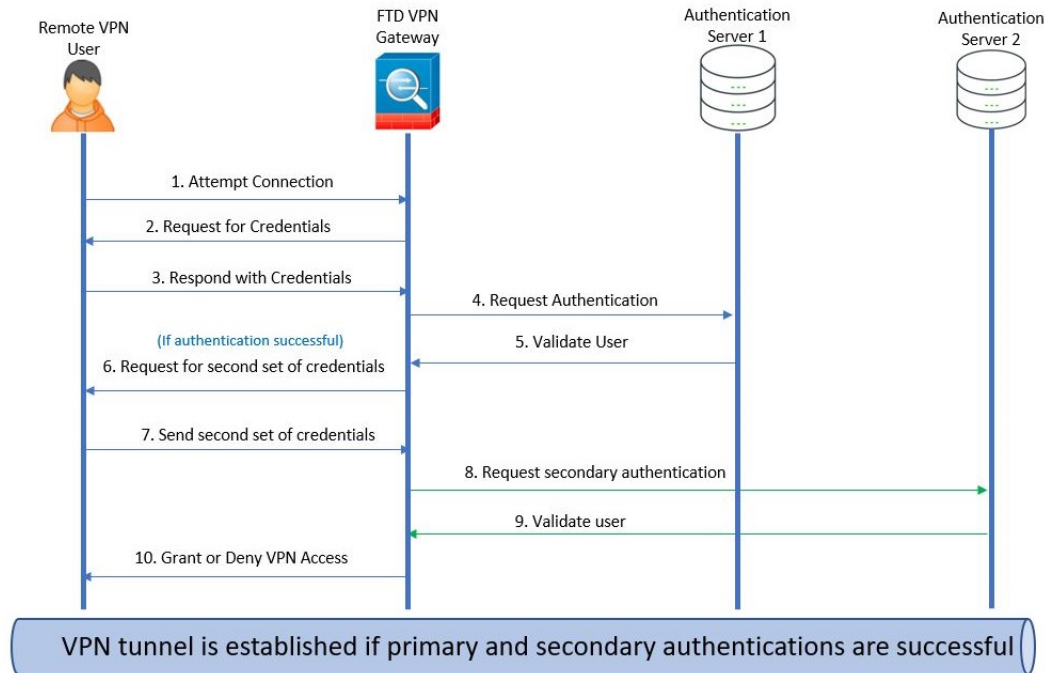 Remote VPN
User
FTD VPN
Gateway
Authentication
Server 1
Authentication
Server 2
1. Attempt Connection
2. Request for Credentials
3. Respond with Credentials
4. Request Authentication
5. Validate User
(If authentication successful)
6. Request for second set of credentials
7. Send second set of credentials
8. Request secondary authentication
9. Validate user
10. Grant or Deny VPN Access
VPN tunnel is established if primary and secondary authentications are successful